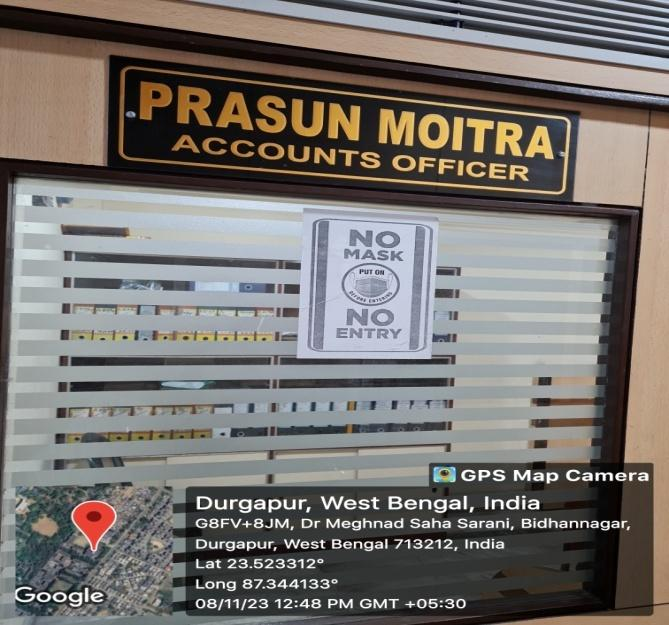 PRASUN MOITRA
ACCOUNTS OFFICER
NO
MASK
PUT ON
BEFORE ENTERING
NO
ENTRY
GPS Map Camera
Durgapur, West Bengal, India
G8FV+8JM, Dr Meghnad Saha Sarani, Bidhannagar,
Durgapur, West Bengal 713212, India
Lat 23.523312°
Long 87.344133°
08/11/23 12:48 PM GMT +05:30
Google